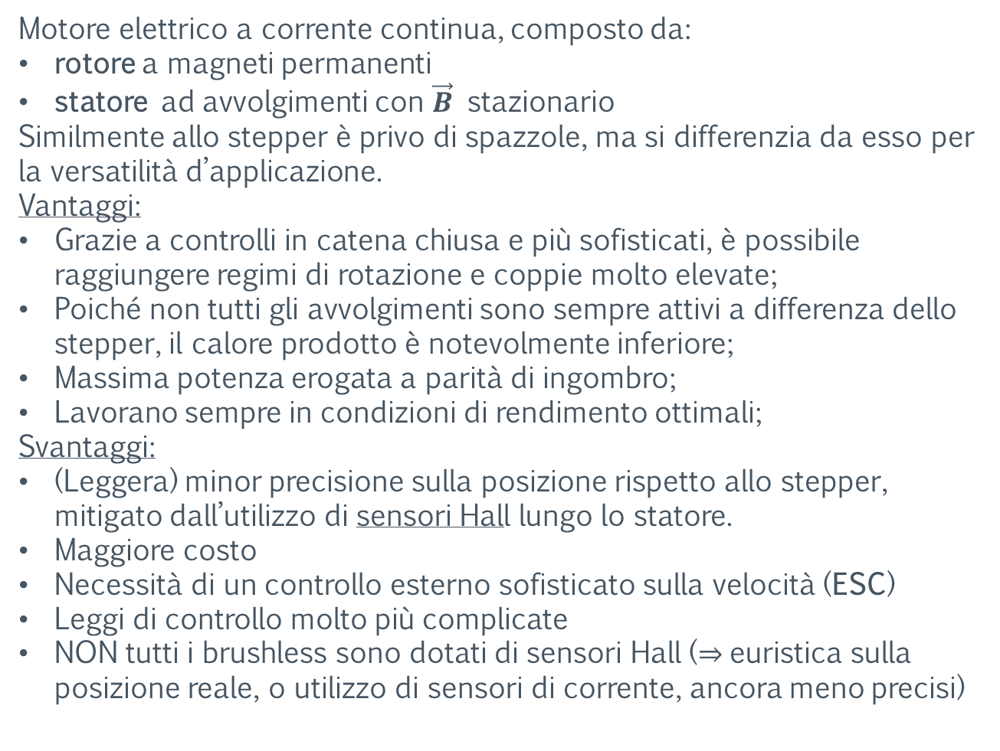 Motore elettrico a corrente continua, composto da:
• rotore a magneti permanenti
• statore ad avvolgimenti con B⃗ stazionario
Similmente allo stepper è privo di spazzole, ma si differenzia da esso per
la versatilità d’applicazione.
Vantaggi:
• Grazie a controlli in catena chiusa e più sofisticati, è possibile
raggiungere regimi di rotazione e coppie molto elevate;
• Poiché non tutti gli avvolgimenti sono sempre attivi a differenza dello
stepper, il calore prodotto è notevolmente inferiore;
• Massima potenza erogata a parità di ingombro;
• Lavorano sempre in condizioni di rendimento ottimali;
Svantaggi:
• (Leggera) minor precisione sulla posizione rispetto allo stepper,
mitigato dall’utilizzo di sensori Hall lungo lo statore.
• Maggiore costo
• Necessità di un controllo esterno sofisticato sulla velocità (ESC)
• Leggi di controllo molto più complicate
• NON tutti i brushless sono dotati di sensori Hall (⇒ euristica sulla
posizione reale, o utilizzo di sensori di corrente, ancora meno precisi)